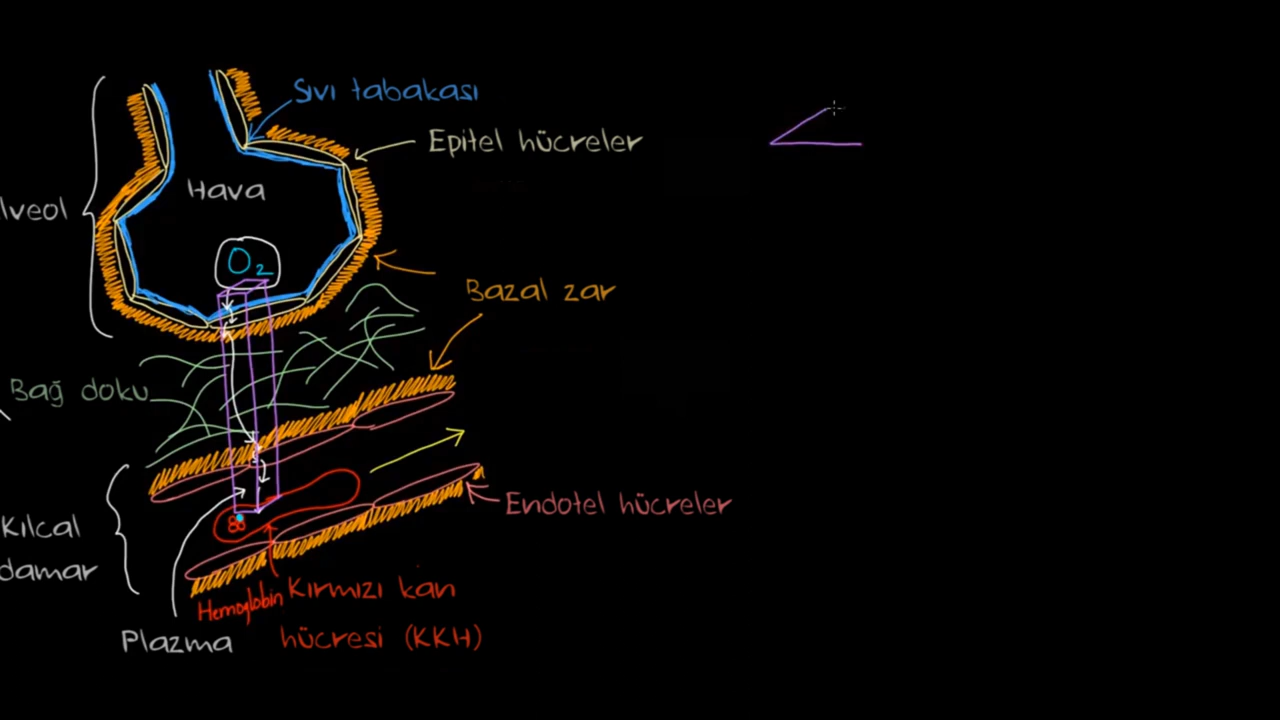 Sıvı tabakası
Epitel hücreler
Hava
lveol
O₂
Bazal zar
Bağ doku
Endotel hücreler
Kılcal
damar
Hemoglobin
Kırmızı kan
hücresi (KKH)
Plazma